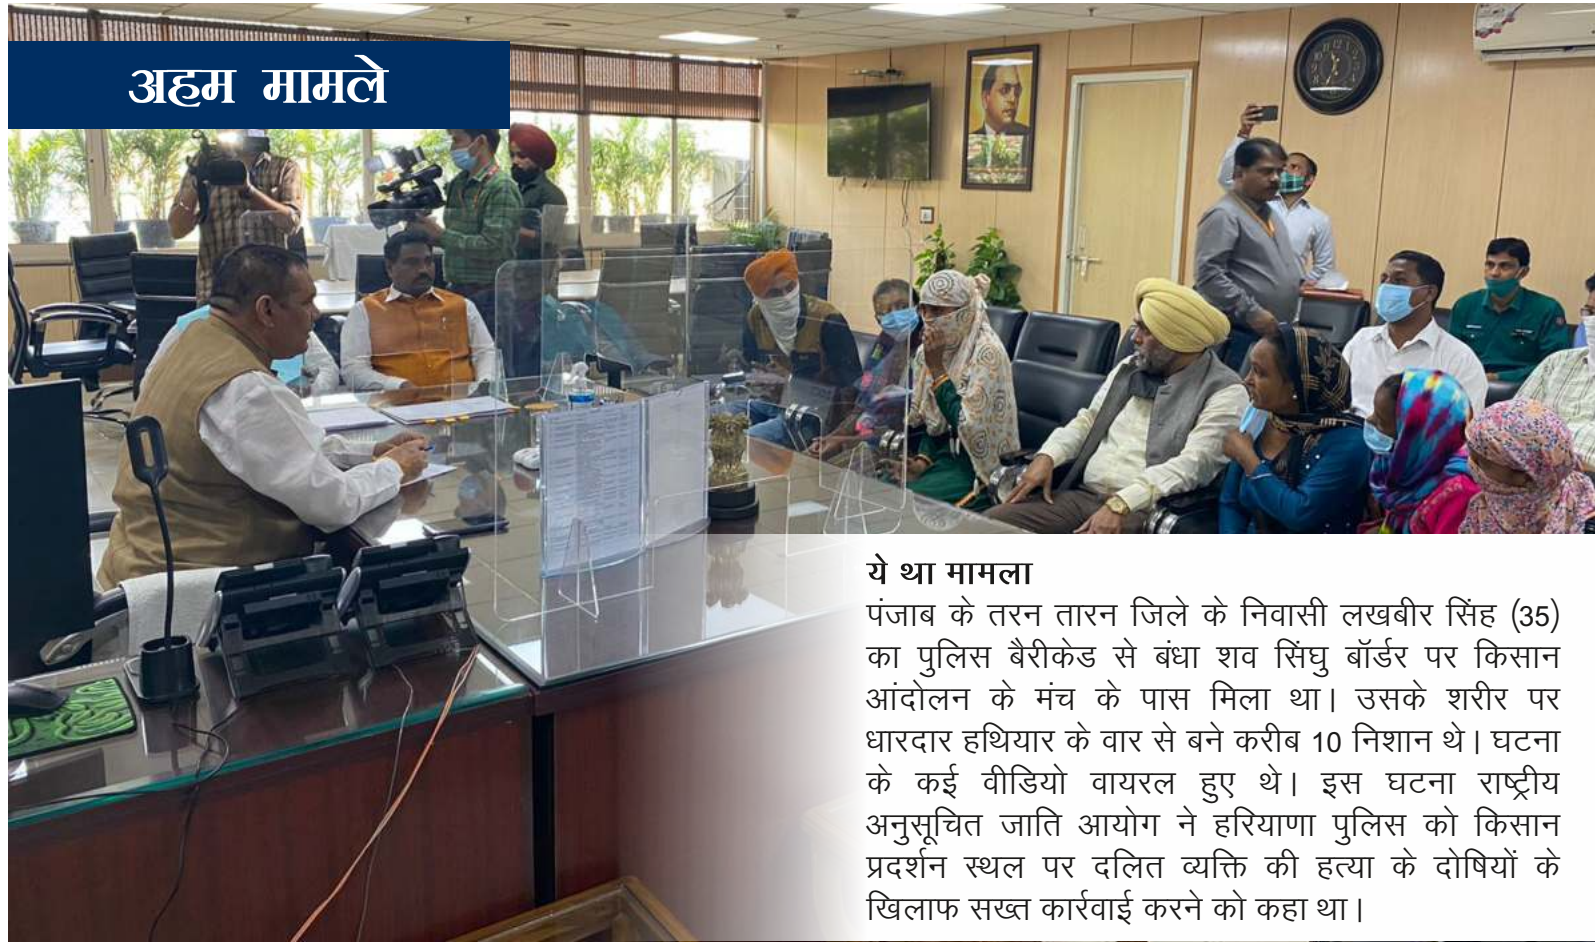 अहम मामले
ये था मामला
पंजाब के तरन तारन जिले के निवासी लखबीर सिंह (35)
का पुलिस बैरीकेड से बंधा शव सिंघु बॉर्डर पर किसान
आंदोलन के मंच के पास मिला था। उसके शरीर पर
धारदार हथियार के वार से बने करीब 10 निशान थे। घटना
के कई वीडियो वायरल हुए थे। इस घटना राष्ट्रीय
अनुसूचित जाति आयोग ने हरियाणा पुलिस को किसान
प्रदर्शन स्थल पर दलित व्यक्ति की हत्या के दोषियों के
खिलाफ सख्त कार्रवाई करने को कहा था।